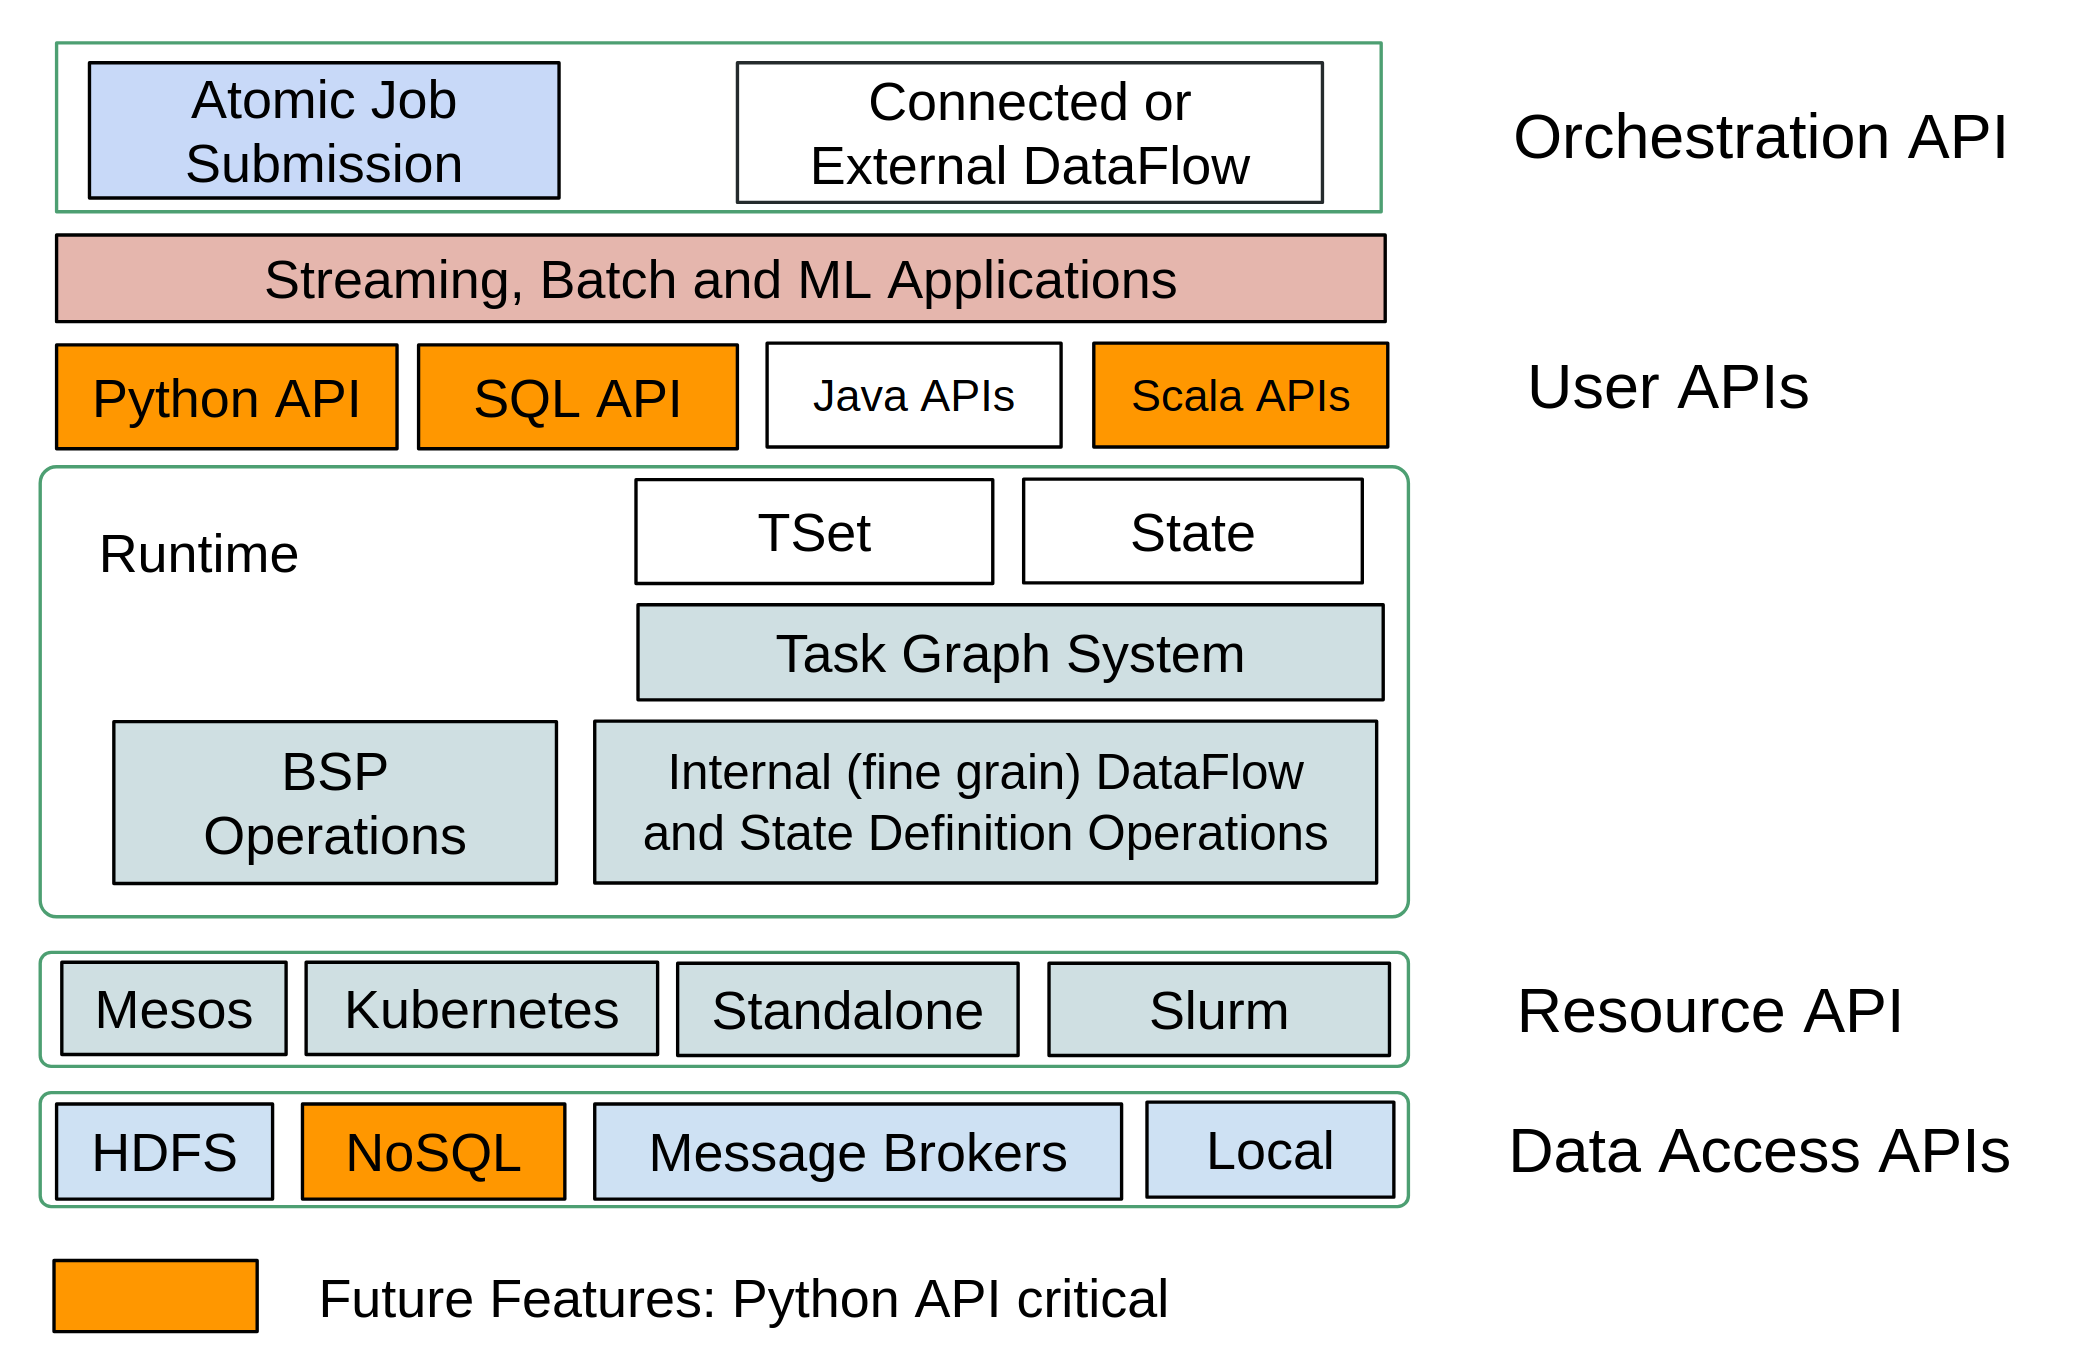 Atomic Job
Submission
Connected or
External DataFlow
Orchestration API
Streaming, Batch and ML Applications
Python API
SQL API
Java APIs
Scala APIs
User APIs
Runtime
TSet
State
Task Graph System
BSP
Operations
Internal (fine grain) DataFlow
and State Definition Operations
Mesos
Kubernetes
Standalone
Slurm
Resource API
HDFS
NoSQL
Message Brokers
Local
Data Access APIs
Future Features: Python API critical